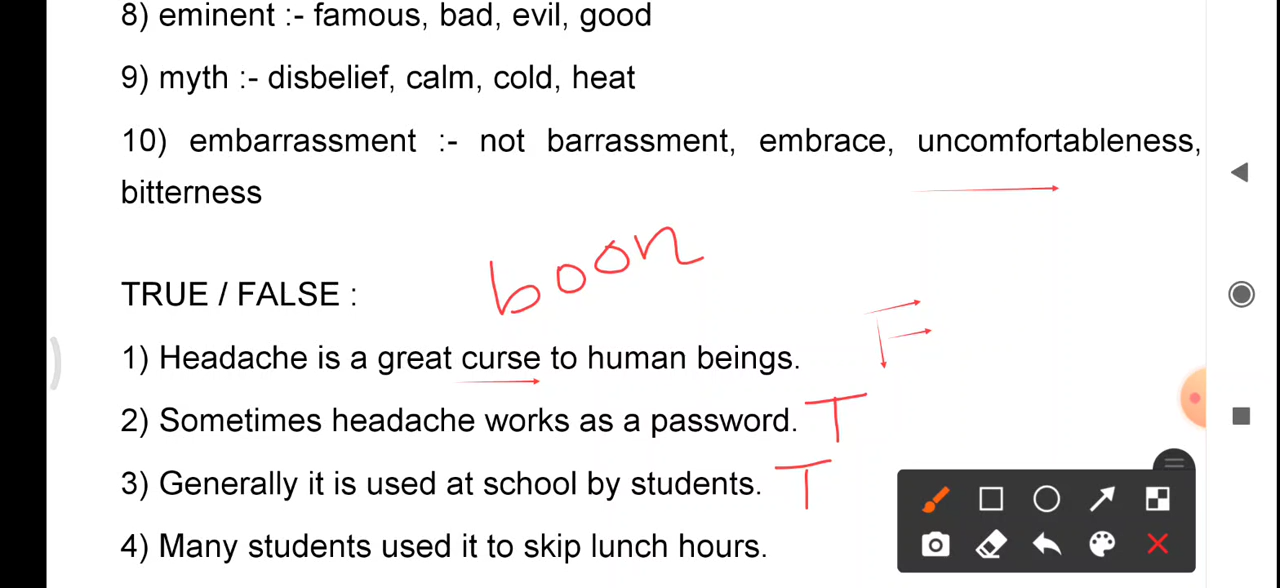 8) eminent :- famous, bad, evil, good
9) myth :- disbelief, calm, cold, heat
10) embarrassment :- not barrassment, embrace, uncomfortableness,
bitterness
boon
TRUE / FALSE :
1) Headache is a great curse to human beings. F
2) Sometimes headache works as a password. T
3) Generally it is used at school by students. T
4) Many students used it to skip lunch hours.